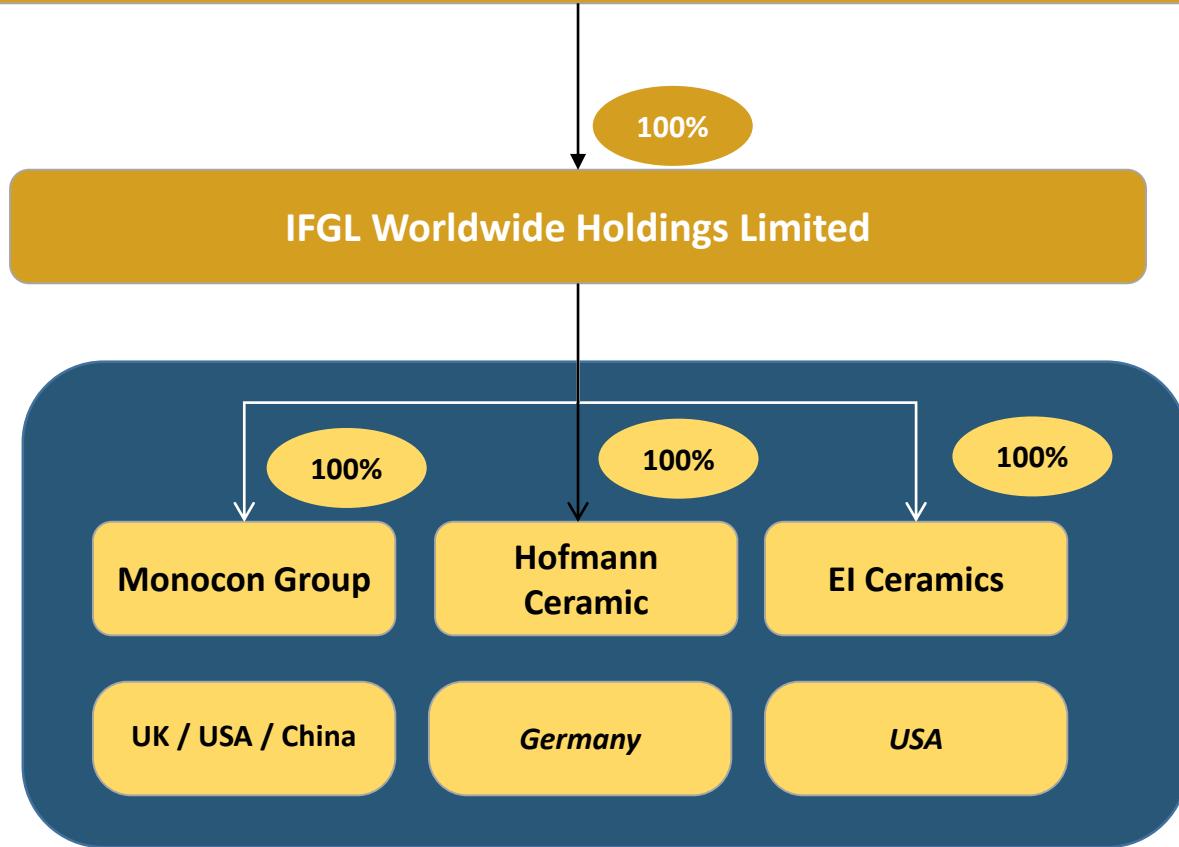 100%
IFGL Worldwide Holdings Limited
100%
100%
100%
Monocon Group
Hofmann
Ceramic
EI Ceramics
UK / USA / China
Germany
USA